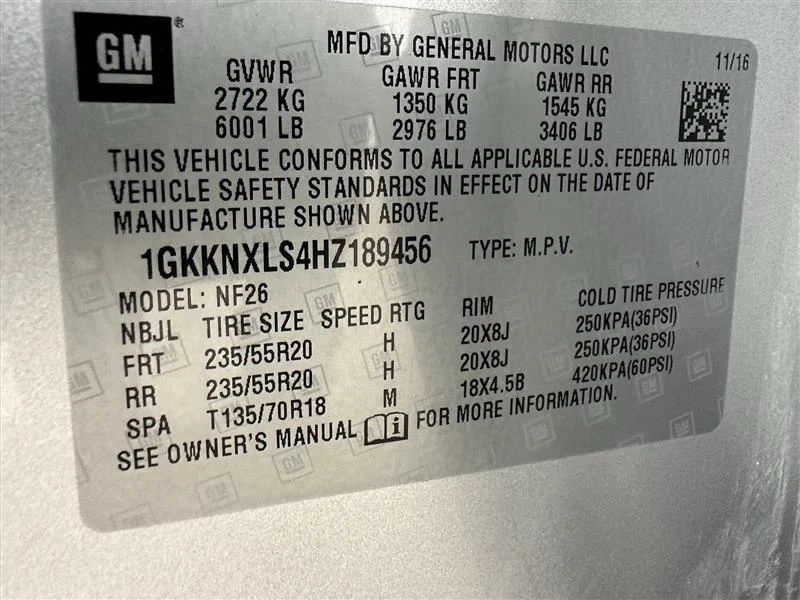 GM®
MFD BY GENERAL MOTORS LLC 11/16
GVWR GAWR FRT GAWR RR
2722 KG 1350 KG 1545 KG
6001 LB 2976 LB 3406 LB
THIS VEHICLE CONFORMS TO ALL APPLICABLE U.S. FEDERAL MOTOR
VEHICLE SAFETY STANDARDS IN EFFECT ON THE DATE OF
MANUFACTURE SHOWN ABOVE.
1GKKNXLS4HZ189456 TYPE: M.P.V.
MODEL: NF26
NBJL TIRE SIZE SPEED RTG RIM COLD TIRE PRESSURE
FRT 235/55R20 H 20X8J 250KPA(36PSI)
RR 235/55R20 H 20X8J 250KPA(36PSI)
SPA T135/70R18 M 18X4.5B 420KPA(60PSI)
SEE OWNER'S MANUAL i FOR MORE INFORMATION.